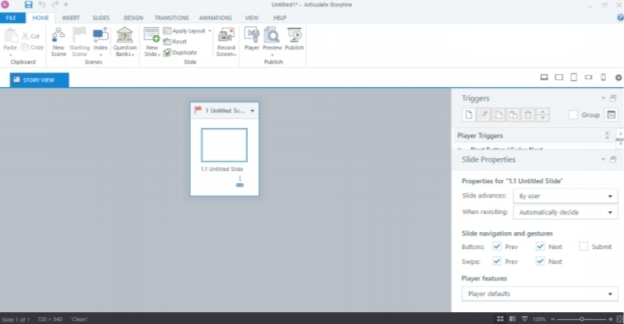 Untitled1* - Articulate Storyline
FILE HOME INSERT SLIDES DESIGN TRANSITIONS ANIMATIONS VIEW HELP
Paste Cut Copy
New Scene Starting Scene Index Question Banks
New Slide Apply Layout Reset Duplicate
Record Screen
Player Preview Publish
Clipboard Scenes Slide Publish
STORY VIEW
1 Untitled Sc...
1.1 Untitled Slide
Triggers
Group
Player Triggers
Slide Properties
Properties for "1.1 Untitled Slide"
Slide advances: By user
When revisiting: Automatically decide
Slide navigation and gestures
Buttons: Prev Next Submit
Swipe: Prev Next
Player features
Player defaults
Slide 1 of 1 720 × 540 "Clean" 100%